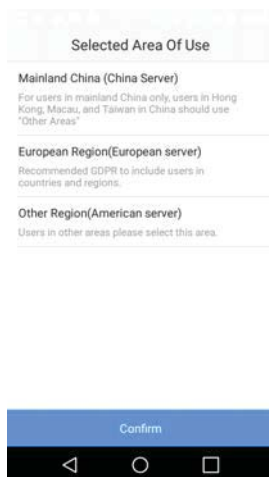 Selected Area Of Use
Mainland China (China Server)
For users in mainland China only, users in Hong
Kong, Macau, and Taiwan in China should use
"Other Areas"
European Region(European server)
Recommended GDPR to include users in
countries and regions.
Other Region(American server)
Users in other areas please select this area.
Confirm